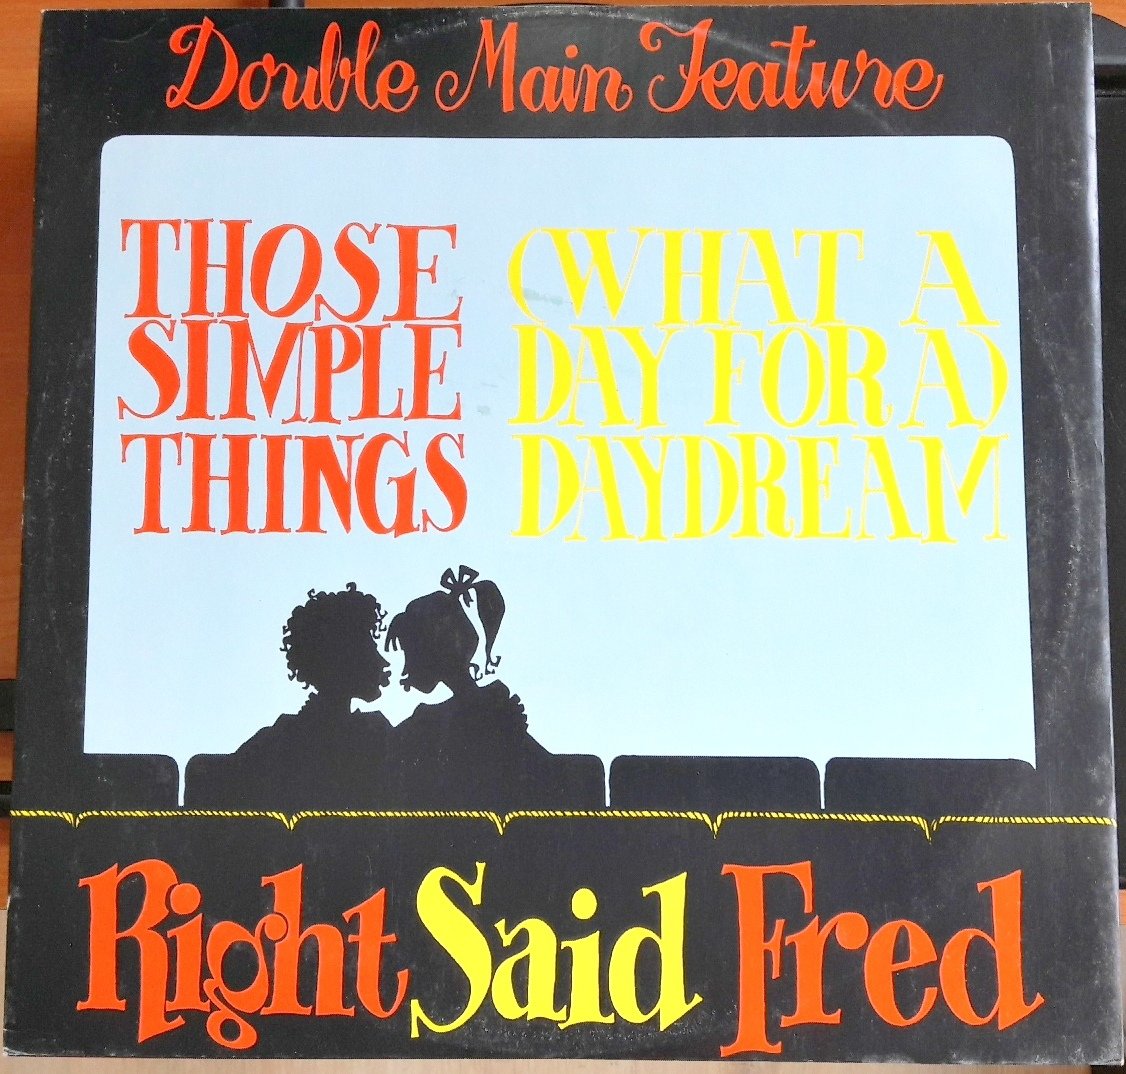 Double Main Feature
THOSE
SIMPLE
THINGS
(WHAT A
DAY FOR A)
DAYDREAM
Right Said Fred